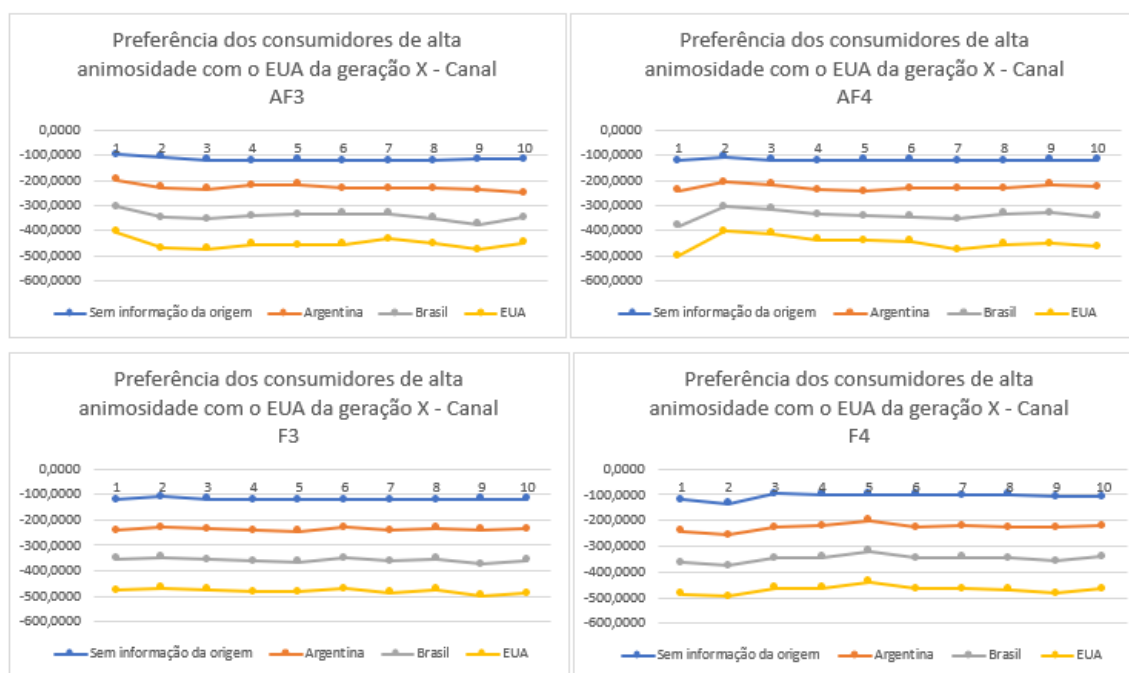 Preferência dos consumidores de alta
animosidade com o EUA da geração X - Canal
AF3
0,0000
1 2 3 4 5 6 7 8 9 10
-100,0000
-200,0000
-300,0000
-400,0000
-500,0000
-600,0000
Sem informação da origem Argentina Brasil EUA
Preferência dos consumidores de alta
animosidade com o EUA da geração X - Canal
AF4
0,0000
1 2 3 4 5 6 7 8 9 10
-100,0000
-200,0000
-300,0000
-400,0000
-500,0000
-600,0000
Sem informação da origem Argentina Brasil EUA
Preferência dos consumidores de alta
animosidade com o EUA da geração X - Canal
F3
0,0000
1 2 3 4 5 6 7 8 9 10
-100,0000
-200,0000
-300,0000
-400,0000
-500,0000
-600,0000
Sem informação da origem Argentina Brasil EUA
Preferência dos consumidores de alta
animosidade com o EUA da geração X - Canal
F4
0,0000
1 2 3 4 5 6 7 8 9 10
-100,0000
-200,0000
-300,0000
-400,0000
-500,0000
-600,0000
Sem informação da origem Argentina Brasil EUA